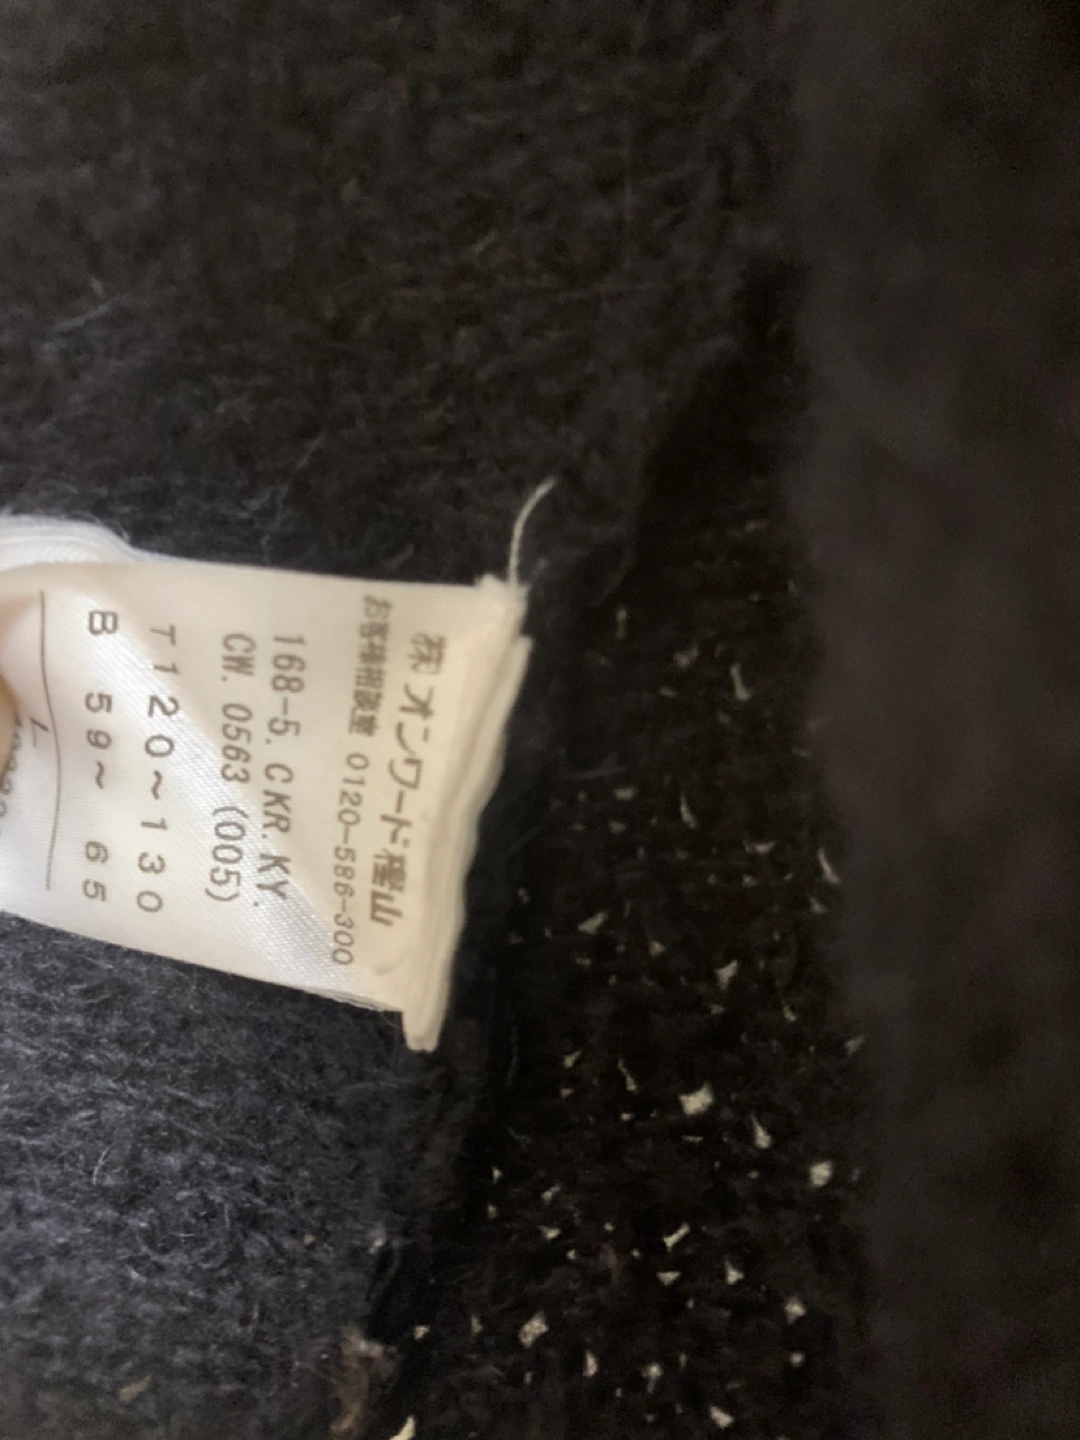 ㈱オンワード樫山
お客様相談室 0120-586-300
168-5. CKR. KY.
CW. 0563 (005)
T120~130
B 59~ 65